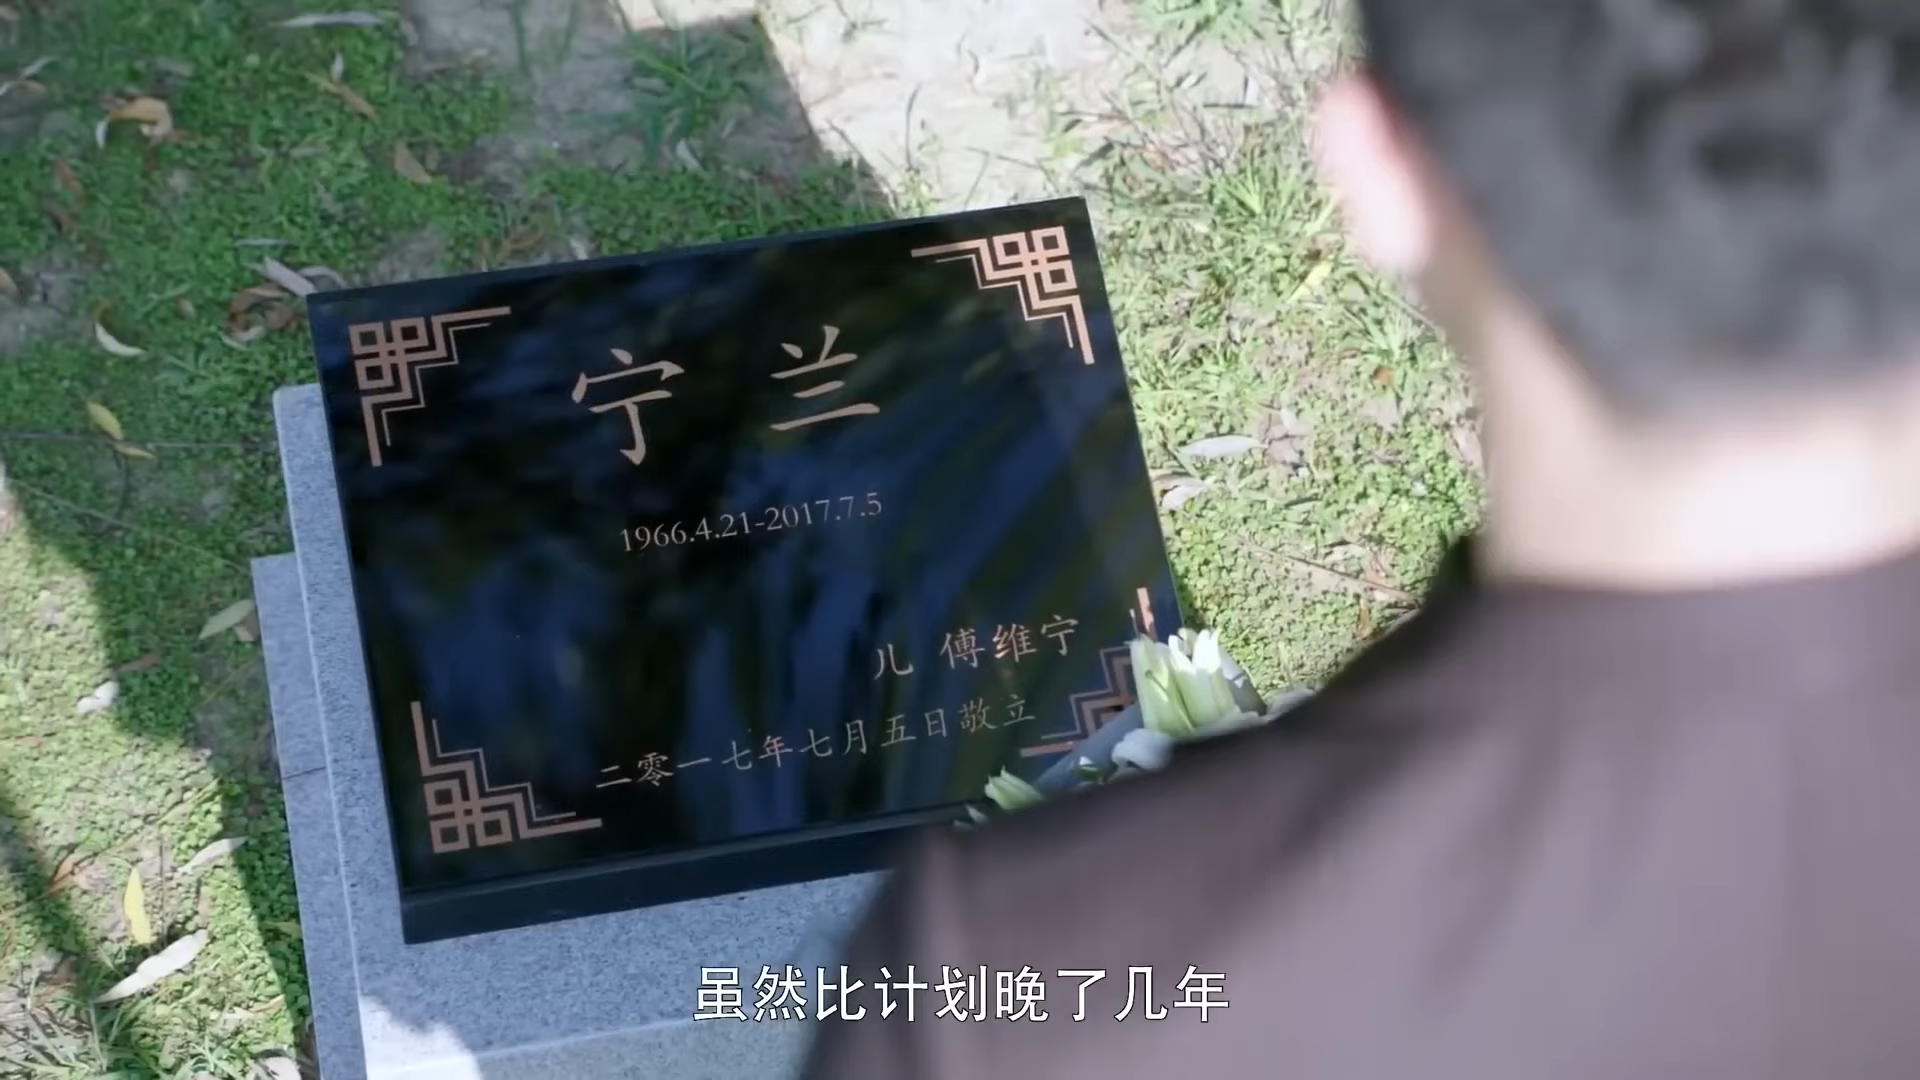 宁兰
1966.4.21-2017.7.5
儿 傅维宁
二零一七年七月五日敬立
虽然比计划晚了几年